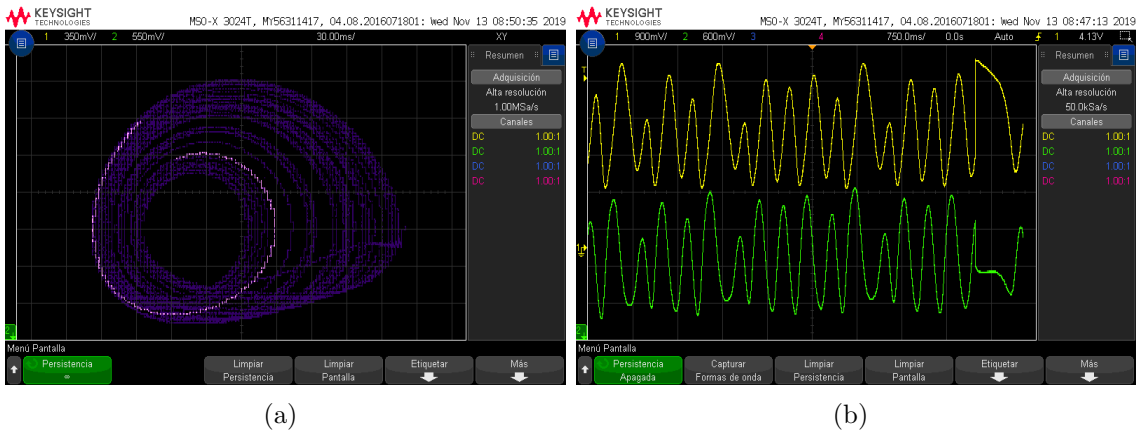 KEYSIGHT
TECHNOLOGIES
MSO-X 3024T, MY56311417, 04.08.2016071801: Wed Nov 13 08:50:35 2019
1 350mV/ 2 550mV/ 30.00ms/ XY
Resumen
Adquisición
Alta resolución
1.00MSa/s
Canales
DC 1.00:1
DC 1.00:1
DC 1.00:1
DC 1.00:1
2
Menú Pantalla
Persistencia
∞
Limpiar
Persistencia
Limpiar
Pantalla
Etiquetar
Más
(a)
KEYSIGHT
TECHNOLOGIES
MSO-X 3024T, MY56311417, 04.08.2016071801: Wed Nov 13 08:47:13 2019
1 900mV/ 2 600mV/ 3 4 750.0ms/ 0.0s Auto 1 4.13V
T
Resumen
Adquisición
Alta resolución
50.0kSa/s
Canales
DC 1.00:1
DC 1.00:1
DC 1.00:1
DC 1.00:1
1
2
Menú Pantalla
Persistencia
Apagada
Capturar
Formas de onda
Limpiar
Persistencia
Limpiar
Pantalla
Etiquetar
Más
(b)